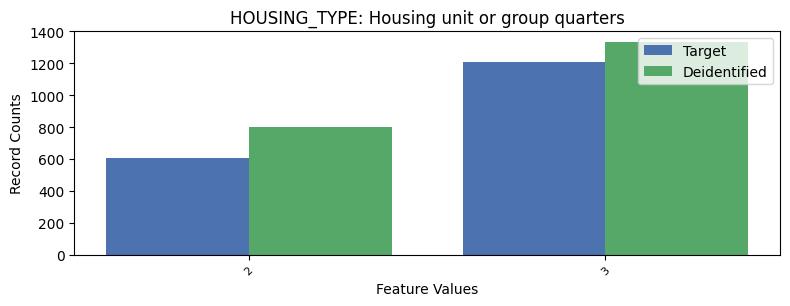 HOUSING_TYPE: Housing unit or group quarters
Record Counts
1400
1200
1000
800
600
400
200
0
Target
Deidentified
2
3
Feature Values